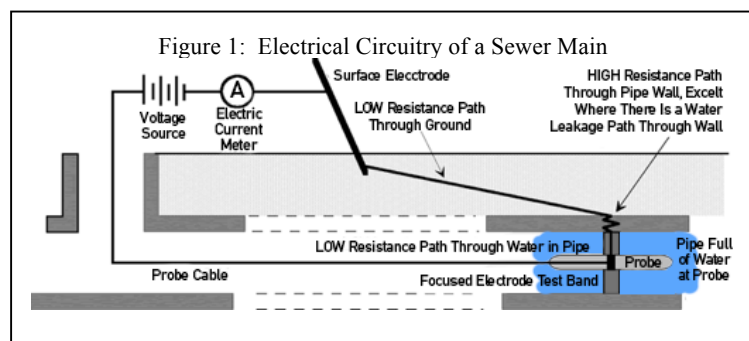 Figure 1: Electrical Circuitry of a Sewer Main
Voltage
Source
A
Electric
Current
Meter
Surface Elecctrode
LOW Resistance Path
Through Ground
HIGH Resistance Path
Through Pipe Wall, Excelt
Where There Is a Water
Leakage Path Through Wall
LOW Resistance Path Through Water in Pipe
Pipe Full
of Water
at Probe
Probe
Probe Cable
Focused Electrode Test Band